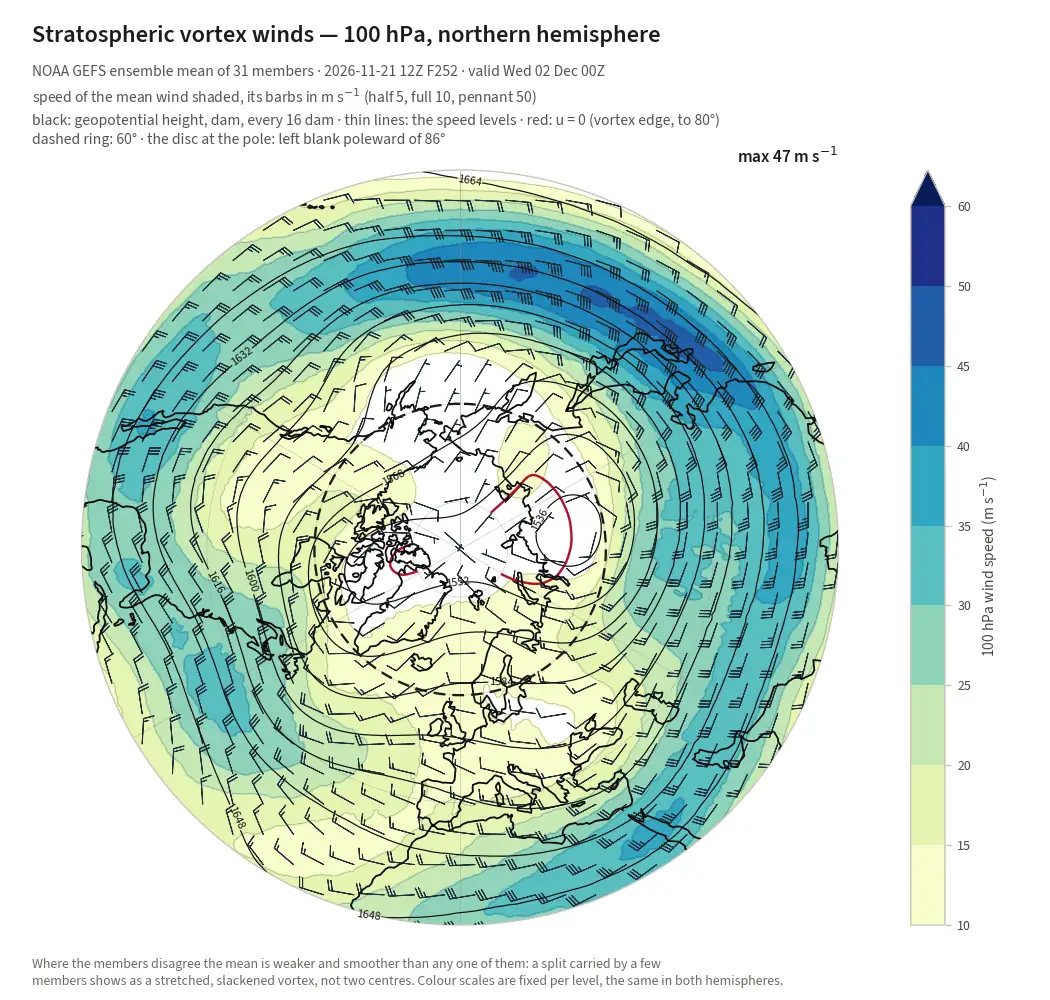 Stratospheric vortex winds — 100 hPa, northern hemisphere
NOAA GEFS ensemble mean of 31 members · 2026-11-21 12Z F252 · valid Wed 02 Dec 00Z
speed of the mean wind shaded, its barbs in m s⁻¹ (half 5, full 10, pennant 50)
black: geopotential height, dam, every 16 dam · thin lines: the speed levels · red: u = 0 (vortex edge, to 80°)
dashed ring: 60° · the disc at the pole: left blank poleward of 86°
max 47 m s⁻¹
1664
1632
1568
1536
1592
1616
1600
1584
1648
1648
60
50
45
40
35
30
25
20
15
10
100 hPa wind speed (m s⁻¹)
Where the members disagree the mean is weaker and smoother than any one of them: a split carried by a few
members shows as a stretched, slackened vortex, not two centres. Colour scales are fixed per level, the same in both hemispheres.